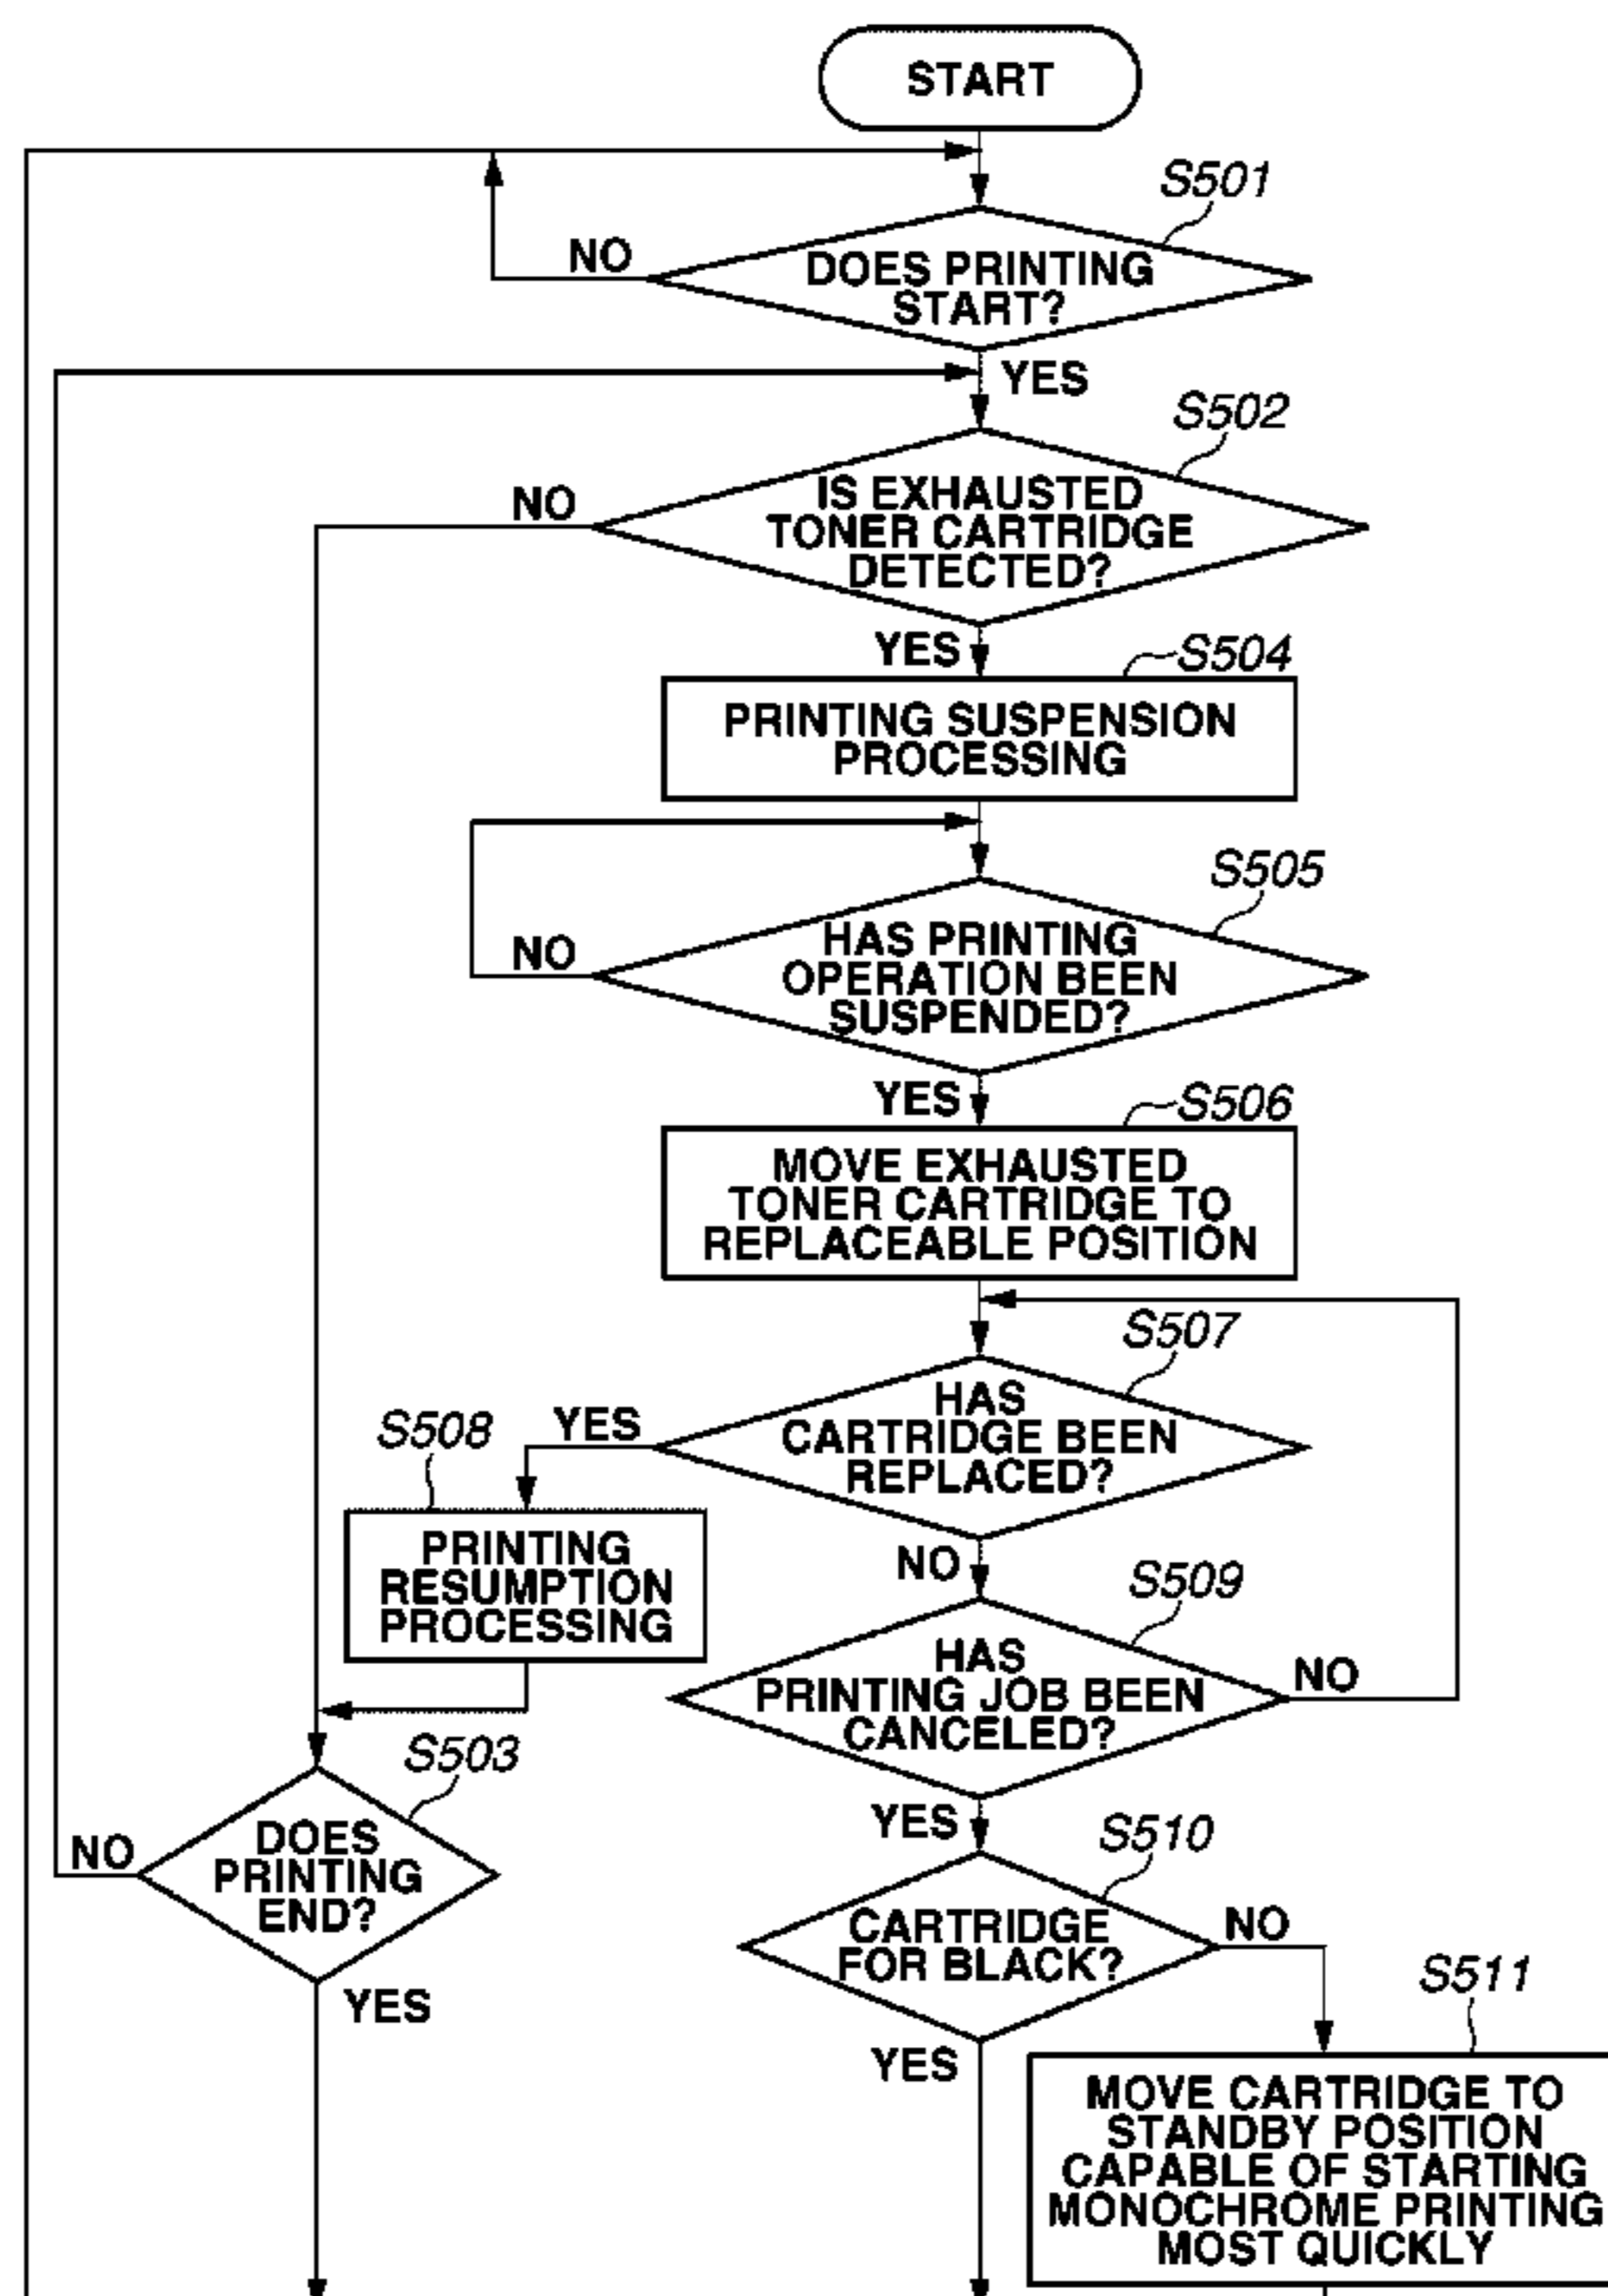 START
S501
NO
DOES PRINTING
START?
YES
S502
NO
IS EXHAUSTED
TONER CARTRIDGE
DETECTED?
YES
S504
PRINTING SUSPENSION
PROCESSING
S505
NO
HAS PRINTING
OPERATION BEEN
SUSPENDED?
YES
S506
MOVE EXHAUSTED
TONER CARTRIDGE TO
REPLACEABLE POSITION
S507
HAS
CARTRIDGE BEEN
REPLACED?
YES
S508
PRINTING
RESUMPTION
PROCESSING
NO
S509
HAS
PRINTING JOB BEEN
CANCELED?
NO
S503
DOES
PRINTING
END?
NO
YES
YES
S510
CARTRIDGE
FOR BLACK?
NO
YES
S511
MOVE CARTRIDGE TO
STANDBY POSITION
CAPABLE OF STARTING
MONOCHROME PRINTING
MOST QUICKLY